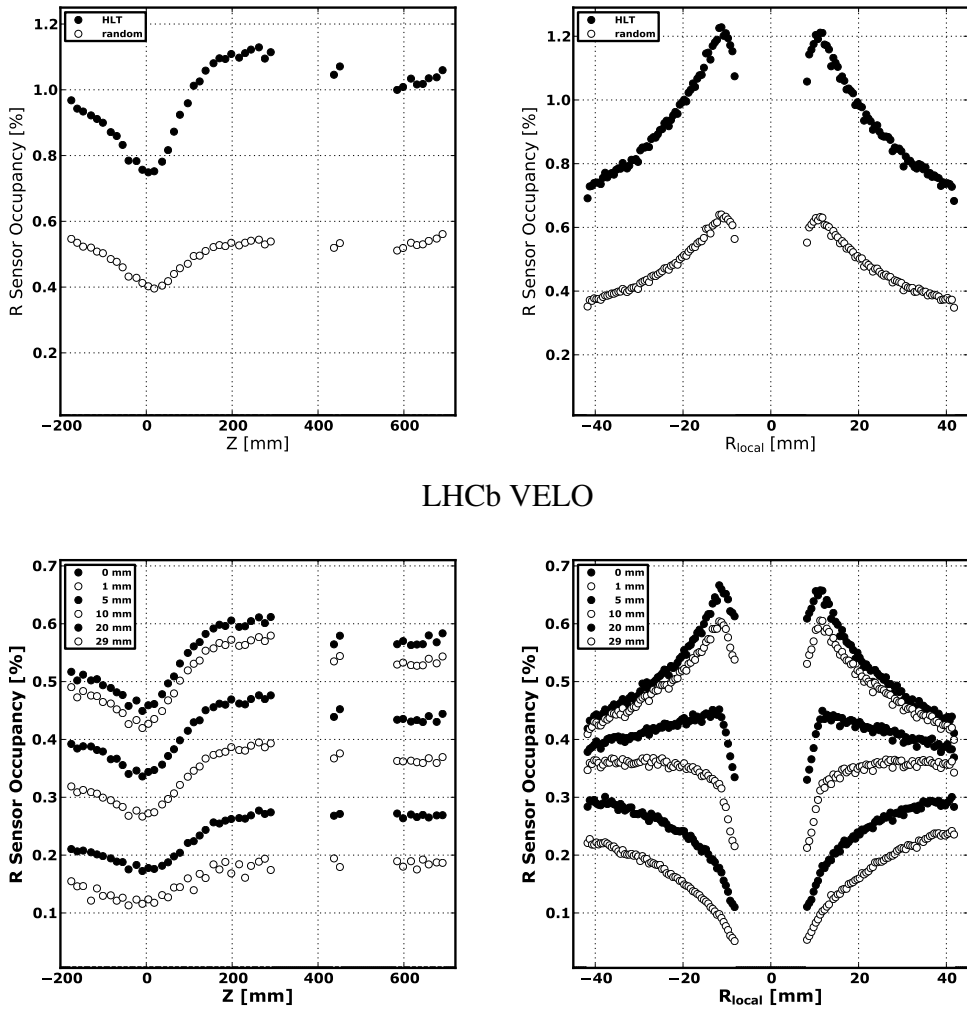 R Sensor Occupancy [%]
1.2
1.0
0.8
0.6
0.4
0.2
HLT
random
−200 0 200 400 600
Z [mm]
R Sensor Occupancy [%]
1.2
1.0
0.8
0.6
0.4
0.2
HLT
random
−40 −20 0 20 40
R_local [mm]
LHCb VELO
R Sensor Occupancy [%]
0.7
0.6
0.5
0.4
0.3
0.2
0.1
0 mm
1 mm
5 mm
10 mm
20 mm
29 mm
−200 0 200 400 600
Z [mm]
R Sensor Occupancy [%]
0.7
0.6
0.5
0.4
0.3
0.2
0.1
0 mm
1 mm
5 mm
10 mm
20 mm
29 mm
−40 −20 0 20 40
R_local [mm]